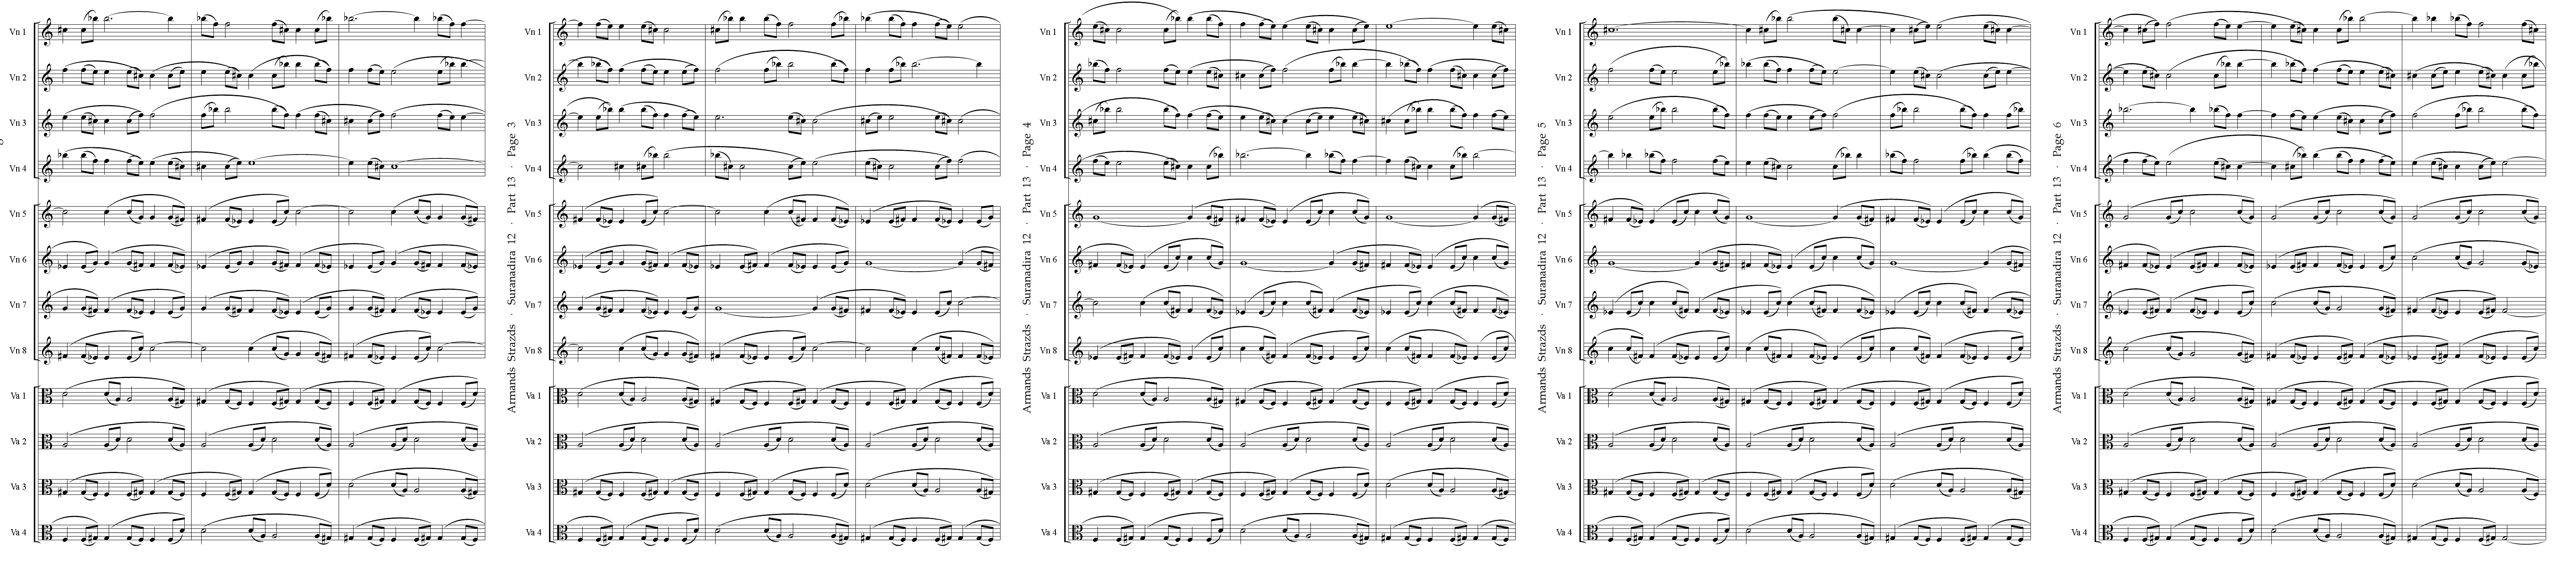 Vn 1
Vn 2
Vn 3
Vn 4
Vn 5
Vn 6
Vn 7
Vn 8
Va 1
Va 2
Va 3
Va 4
Armands Strazds · Suranadira 12 · Part 13 · Page 3
Vn 1
Vn 2
Vn 3
Vn 4
Vn 5
Vn 6
Vn 7
Vn 8
Va 1
Va 2
Va 3
Va 4
Armands Strazds · Suranadira 12 · Part 13 · Page 4
Vn 1
Vn 2
Vn 3
Vn 4
Vn 5
Vn 6
Vn 7
Vn 8
Va 1
Va 2
Va 3
Va 4
Armands Strazds · Suranadira 12 · Part 13 · Page 5
Vn 1
Vn 2
Vn 3
Vn 4
Vn 5
Vn 6
Vn 7
Vn 8
Va 1
Va 2
Va 3
Va 4
Armands Strazds · Suranadira 12 · Part 13 · Page 6
Vn 1
Vn 2
Vn 3
Vn 4
Vn 5
Vn 6
Vn 7
Vn 8
Va 1
Va 2
Va 3
Va 4